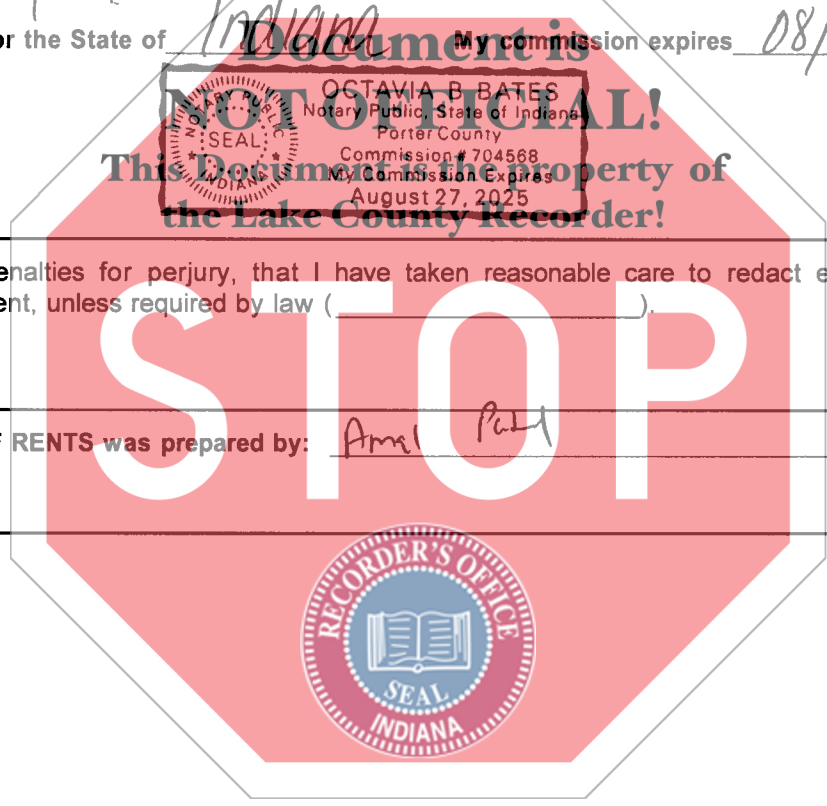 or the State of Indiana My commission expires 08/
Document is
NOT OFFICIAL!
This Document is the property of
the Lake County Recorder!
NOTARY PUBLIC
SEAL
INDIANA
OCTAVIA B BATES
Notary Public, State of Indiana
Porter County
Commission # 704568
My Commission Expires
August 27, 2025
enalties for perjury, that I have taken reasonable care to redact e
ent, unless required by law (                    ).
STOP
F RENTS was prepared by: Amal
RECORDER'S OFFICE
SEAL
INDIANA